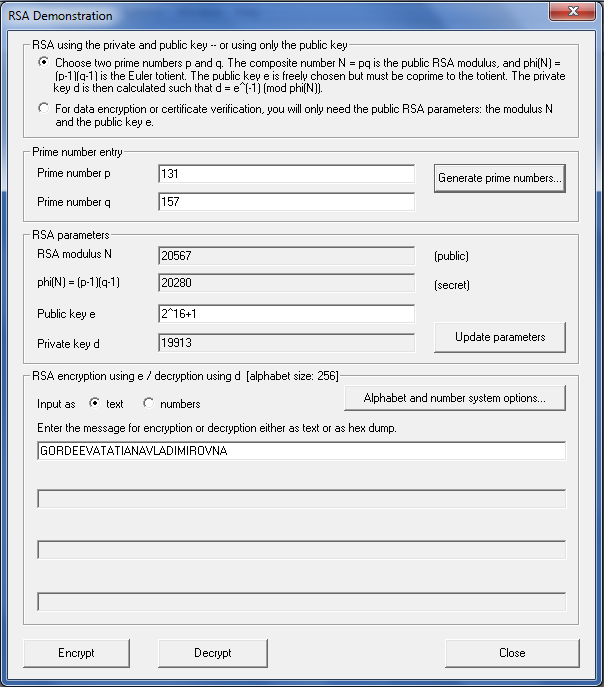 RSA Demonstration
RSA using the private and public key -- or using only the public key
Choose two prime numbers p and q. The composite number N = pq is the public RSA modulus, and phi(N) =
(p-1)(q-1) is the Euler totient. The public key e is freely chosen but must be coprime to the totient. The private
key d is then calculated such that d = e^(-1) (mod phi(N)).
For data encryption or certificate verification, you will only need the public RSA parameters: the modulus N
and the public key e.
Prime number entry
Prime number p 131 Generate prime numbers...
Prime number q 157
RSA parameters
RSA modulus N 20567 (public)
phi(N) = (p-1)(q-1) 20280 (secret)
Public key e 2^16+1
Private key d 19913 Update parameters
RSA encryption using e / decryption using d [alphabet size: 256]
Input as text numbers Alphabet and number system options...
Enter the message for encryption or decryption either as text or as hex dump.
GORDEEVATATIANAVLADIMIROVNA
Encrypt Decrypt Close